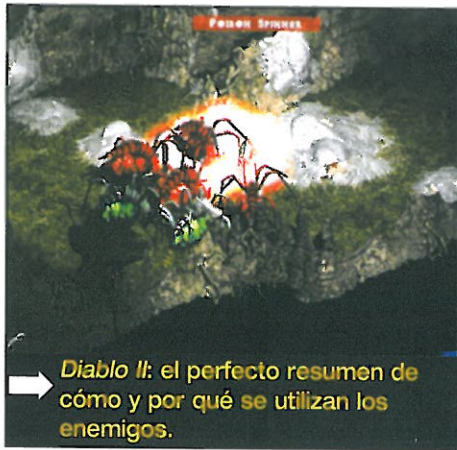 POISON SPINNER
Diablo II: el perfecto resumen de
cómo y por qué se utilizan los
enemigos.